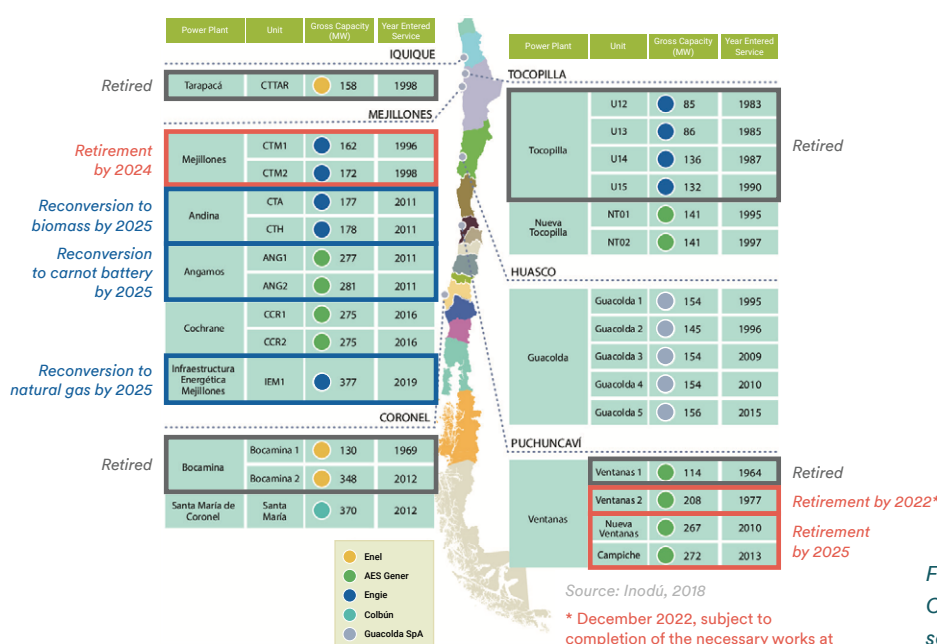 Power Plant Unit Gross Capacity (MW) Year Entered Service
IQUIQUE
Retired
Tarapacá CTTAR 158 1998
MEJILLONES
Retirement
by 2024
Mejillones
CTM1 162 1996
CTM2 172 1998
Reconversion to
biomass by 2025
Andina
CTA 177 2011
CTH 178 2011
Reconversion
to carnot battery
by 2025
Angamos
ANG1 277 2011
ANG2 281 2011
Cochrane
CCR1 275 2016
CCR2 275 2016
Reconversion to
natural gas by 2025
Infraestructura
Energética
Mejillones
IEM1 377 2019
CORONEL
Retired
Bocamina
Bocamina 1 130 1969
Bocamina 2 348 2012
Santa María de
Coronel
Santa
María
370 2012
Enel
AES Gener
Engie
Colbún
Guacolda SpA
Power Plant Unit Gross Capacity (MW) Year Entered Service
TOCOPILLA
Tocopilla
U12 85 1983
U13 86 1985
U14 136 1987
U15 132 1990
Retired
Nueva
Tocopilla
NT01 141 1995
NT02 141 1997
HUASCO
Guacolda
Guacolda 1 154 1995
Guacolda 2 145 1996
Guacolda 3 154 2009
Guacolda 4 154 2010
Guacolda 5 156 2015
PUCHUNCAVÍ
Ventanas
Ventanas 1 114 1964
Retired
Ventanas 2 208 1977
Retirement by 2022*
Nueva
Ventanas
267 2010
Campiche 272 2013
Retirement
by 2025
Source: Inodú, 2018
* December 2022, subject to
completion of the necessary works at